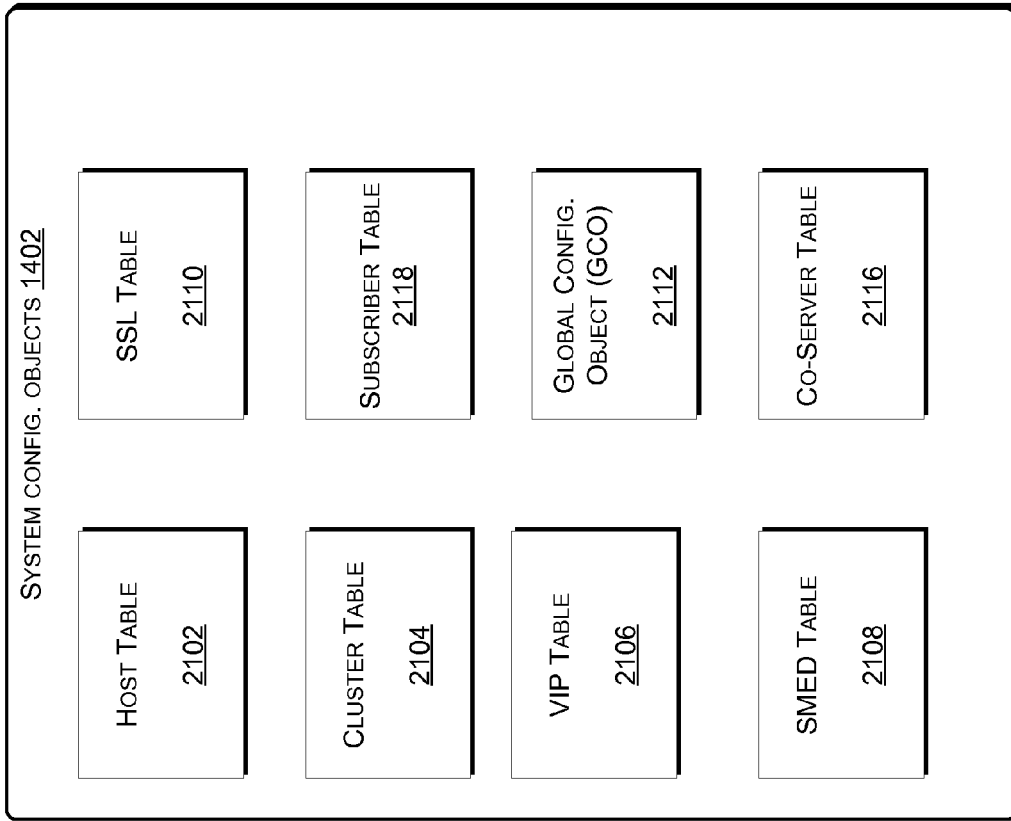 SYSTEM CONFIG. OBJECTS 1402
HOST TABLE
2102
CLUSTER TABLE
2104
VIP TABLE
2106
SMED TABLE
2108
SSL TABLE
2110
SUBSCRIBER TABLE
2118
GLOBAL CONFIG.
OBJECT (GCO)
2112
CO-SERVER TABLE
2116